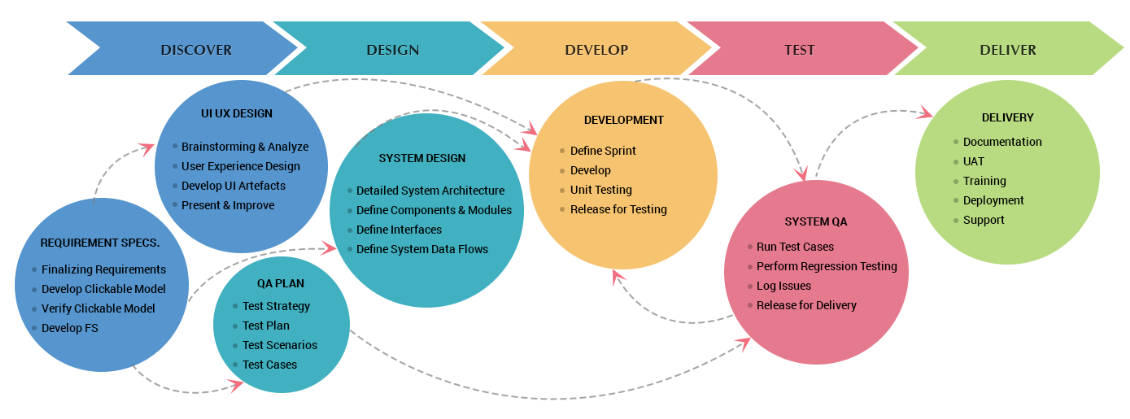 DISCOVER
DESIGN
DEVELOP
TEST
DELIVER
UI UX DESIGN
Brainstorming & Analyze
User Experience Design
Develop UI Artefacts
Present & Improve
REQUIREMENT SPECS.
Finalizing Requirements
Develop Clickable Model
Verify Clickable Model
Develop FS
QA PLAN
Test Strategy
Test Plan
Test Scenarios
Test Cases
SYSTEM DESIGN
Detailed System Architecture
Define Components & Modules
Define Interfaces
Define System Data Flows
DEVELOPMENT
Define Sprint
Develop
Unit Testing
Release for Testing
SYSTEM QA
Run Test Cases
Perform Regression Testing
Log Issues
Release for Delivery
DELIVERY
Documentation
UAT
Training
Deployment
Support